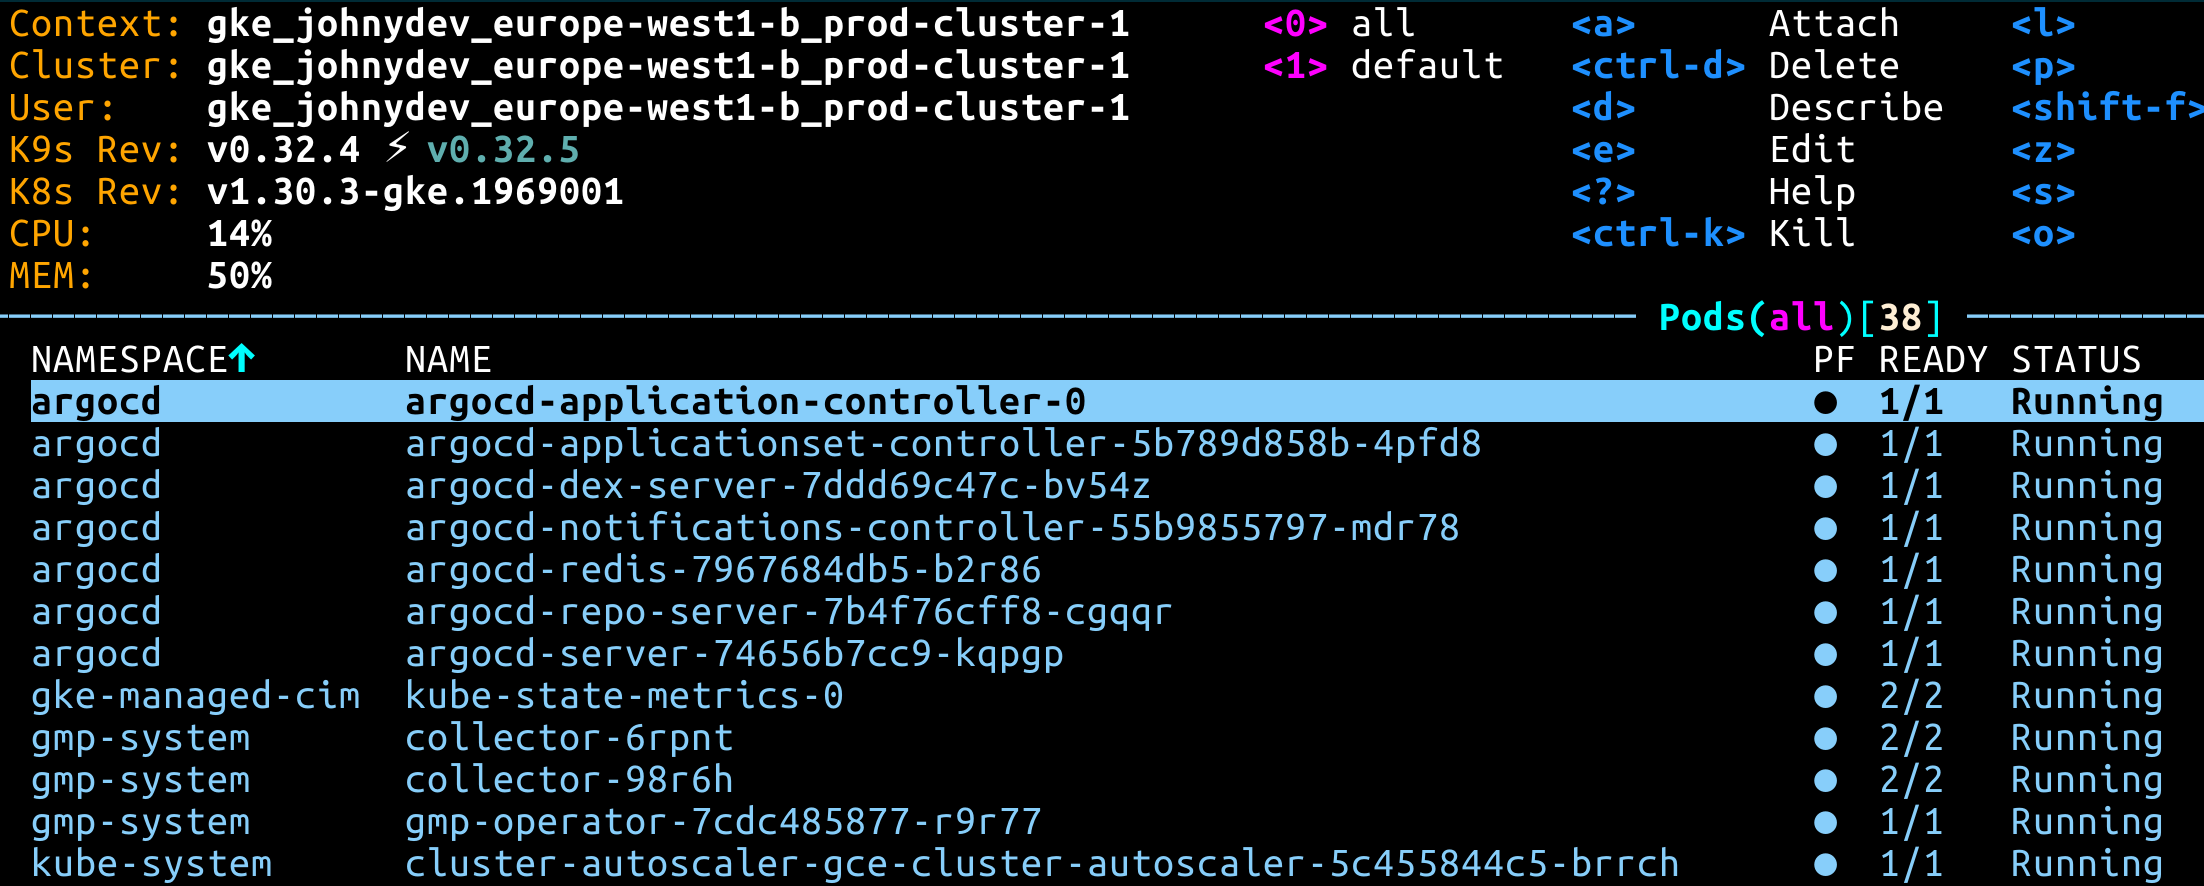 Context: gke_johnydev_europe-west1-b_prod-cluster-1 <0> all <a> Attach <l>
Cluster: gke_johnydev_europe-west1-b_prod-cluster-1 <1> default <ctrl-d> Delete <p>
User: gke_johnydev_europe-west1-b_prod-cluster-1 <d> Describe <shift-f>
K9s Rev: v0.32.4 ⚡ v0.32.5 <e> Edit <z>
K8s Rev: v1.30.3-gke.1969001 <?> Help <s>
CPU: 14% <ctrl-k> Kill <o>
MEM: 50%
Pods(all)[38]
NAMESPACE↑ NAME PF READY STATUS
argocd argocd-application-controller-0 ● 1/1 Running
argocd argocd-applicationset-controller-5b789d858b-4pfd8 ● 1/1 Running
argocd argocd-dex-server-7ddd69c47c-bv54z ● 1/1 Running
argocd argocd-notifications-controller-55b9855797-mdr78 ● 1/1 Running
argocd argocd-redis-7967684db5-b2r86 ● 1/1 Running
argocd argocd-repo-server-7b4f76cff8-cgqqr ● 1/1 Running
argocd argocd-server-74656b7cc9-kqpgp ● 1/1 Running
gke-managed-cim kube-state-metrics-0 ● 2/2 Running
gmp-system collector-6rpnt ● 2/2 Running
gmp-system collector-98r6h ● 2/2 Running
gmp-system gmp-operator-7cdc485877-r9r77 ● 1/1 Running
kube-system cluster-autoscaler-gce-cluster-autoscaler-5c455844c5-brrch ● 1/1 Running